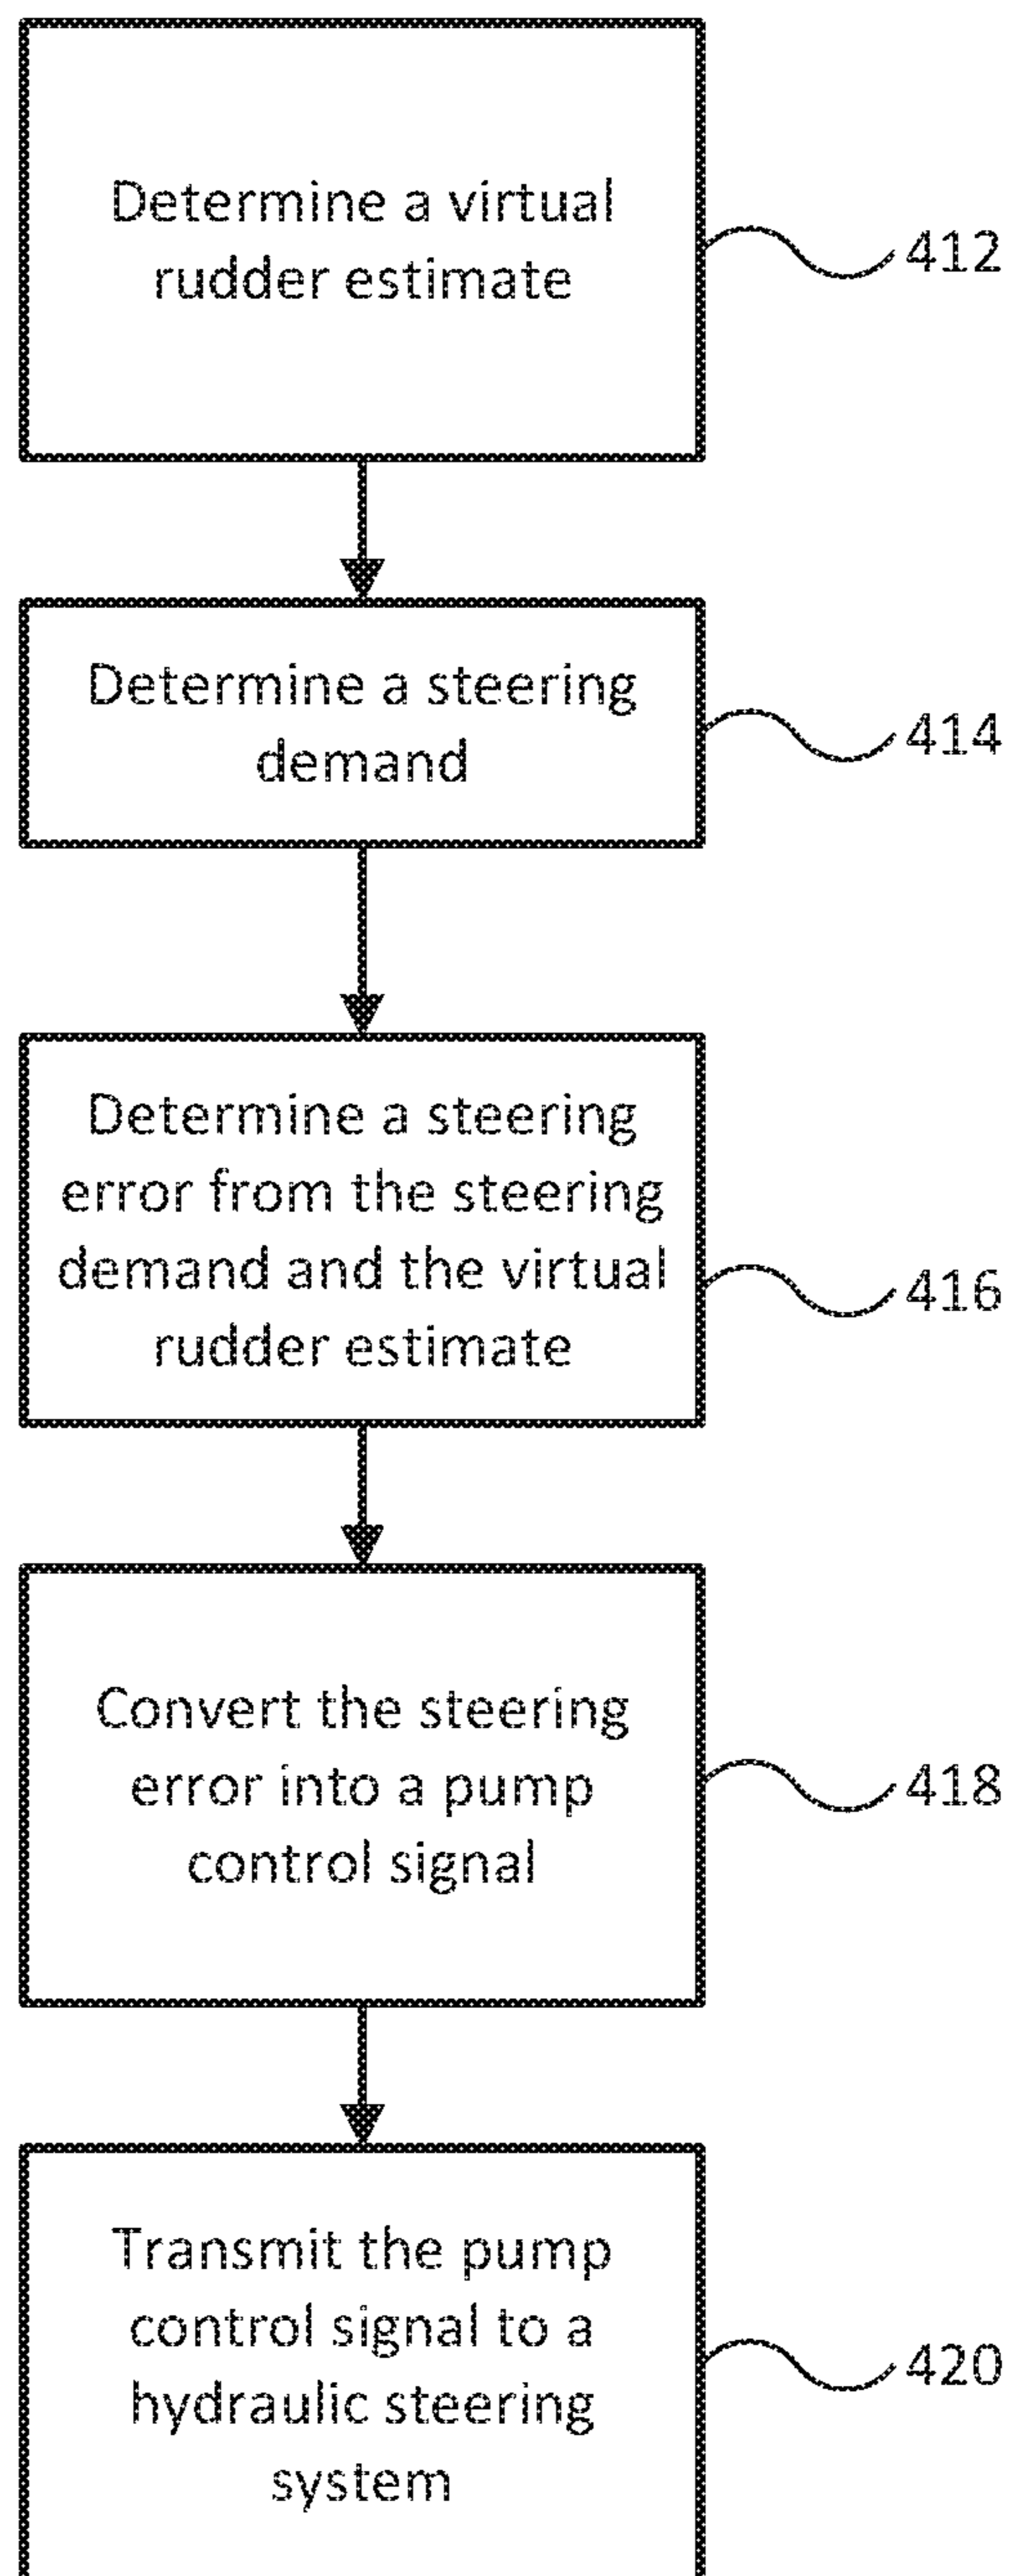 Determine a virtual
rudder estimate
412
Determine a steering
demand
414
Determine a steering
error from the steering
demand and the virtual
rudder estimate
416
Convert the steering
error into a pump
control signal
418
Transmit the pump
control signal to a
hydraulic steering
system
420